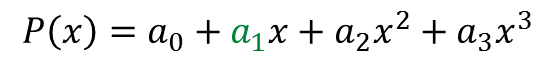 P(x) = a₀ + a₁x + a₂x² + a₃x³